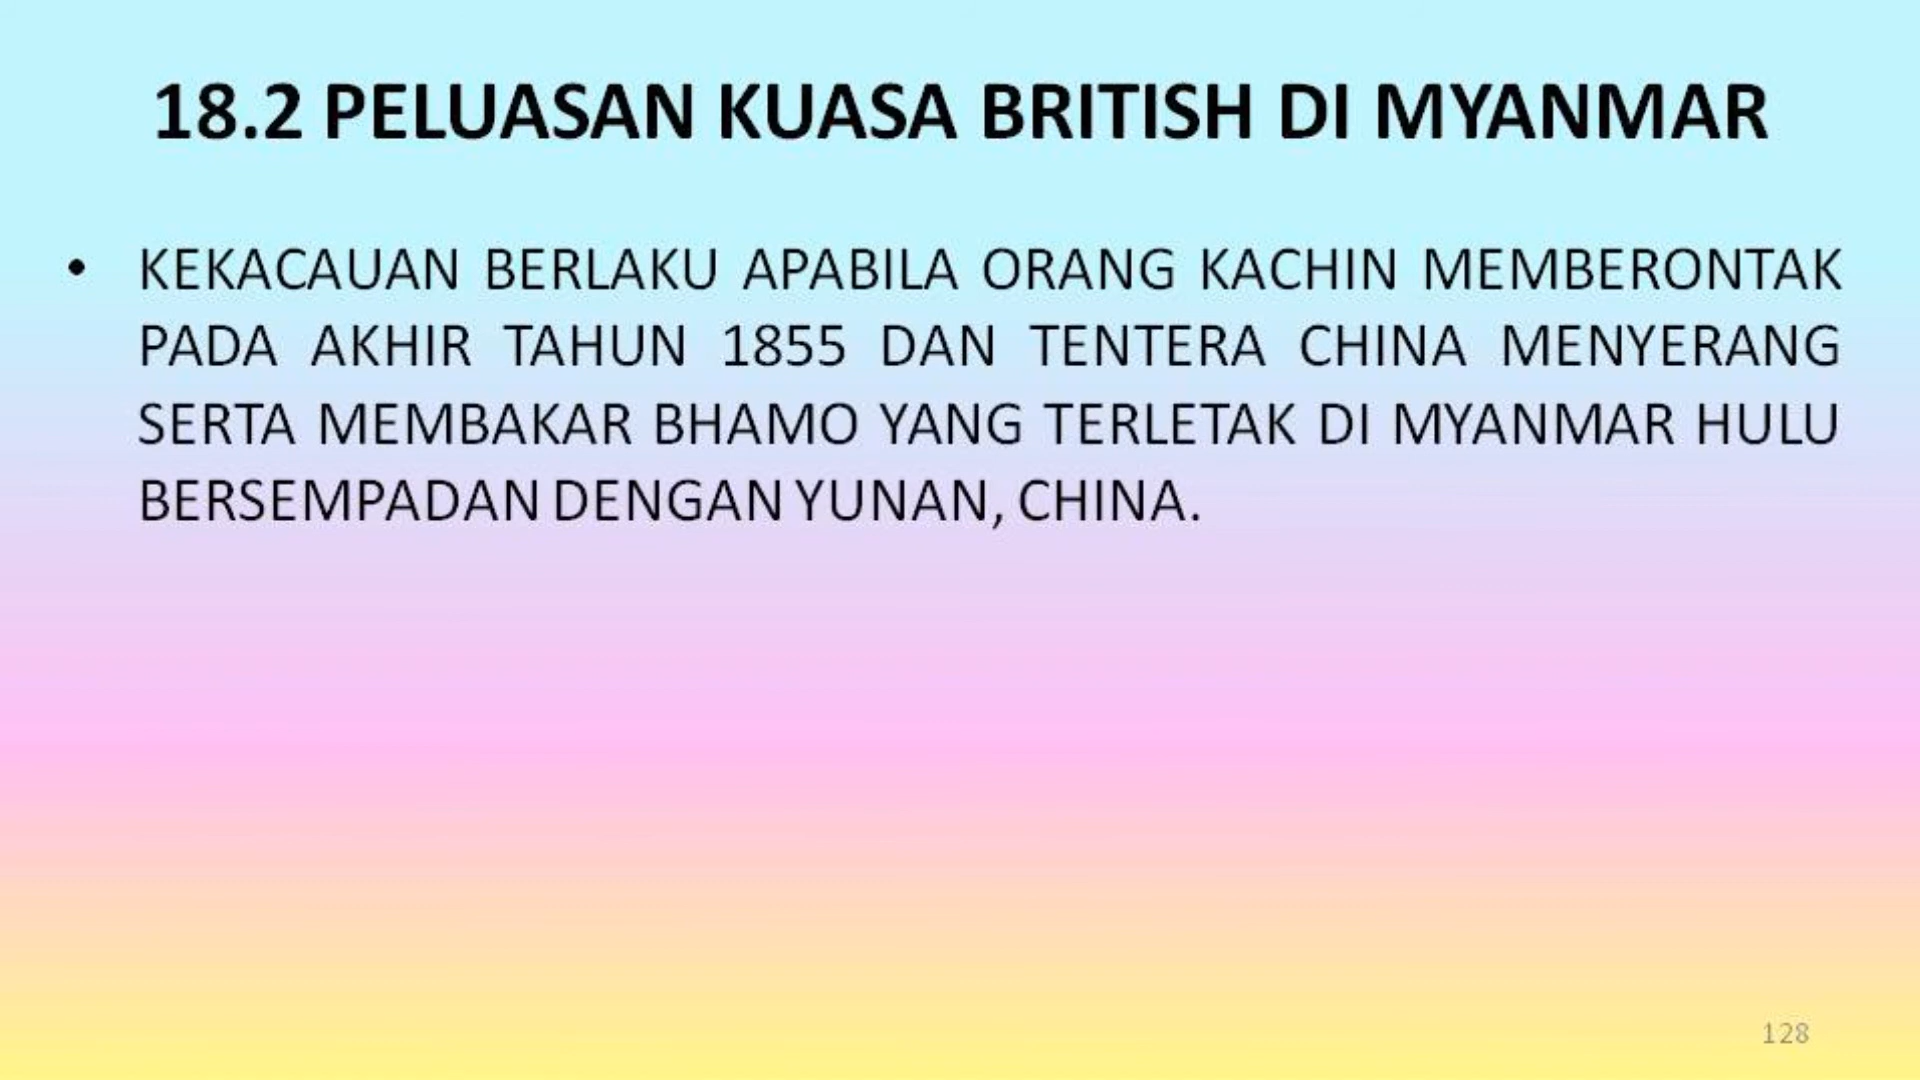 18.2 PELUASAN KUASA BRITISH DI MYANMAR
• KEKACAUAN BERLAKU APABILA ORANG KACHIN MEMBERONTAK
PADA AKHIR TAHUN 1855 DAN TENTERA CHINA MENYERANG
SERTA MEMBAKAR BHAMO YANG TERLETAK DI MYANMAR HULU
BERSEMPADAN DENGAN YUNAN, CHINA.
128